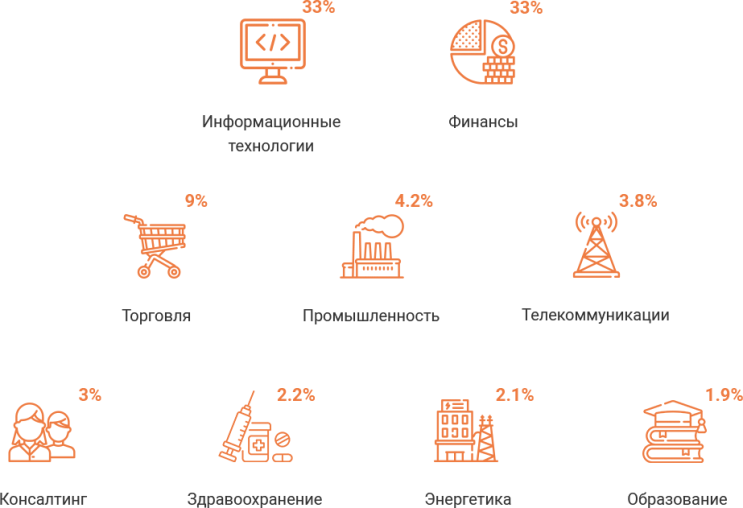 33%
33%
Информационные
технологии
Финансы
9%
4.2%
3.8%
Торговля
Промышленность
Телекоммуникации
3%
2.2%
2.1%
1.9%
Консалтинг
Здравоохранение
Энергетика
Образование